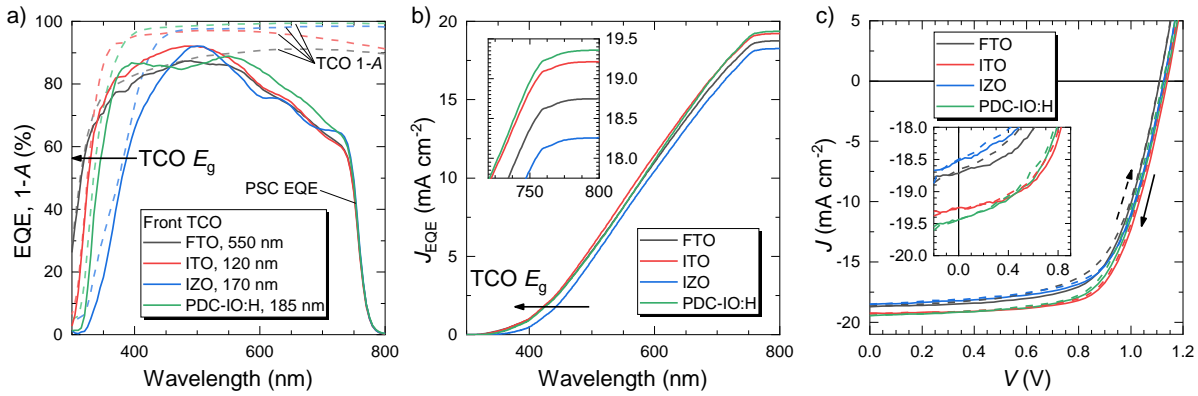 a)
EQE, 1-A (%)
100
80
60
40
20
0
400
600
800
Wavelength (nm)
TCO 1-A
TCO Eg
PSC EQE
Front TCO
FTO, 550 nm
ITO, 120 nm
IZO, 170 nm
PDC-IO:H, 185 nm
b)
JEQE (mA cm-2)
20
15
10
5
0
400
600
800
Wavelength (nm)
19.5
19.0
18.5
18.0
750
800
TCO Eg
FTO
ITO
IZO
PDC-IO:H
c)
J (mA cm-2)
5
0
-5
-10
-15
-20
0.0
0.2
0.4
0.6
0.8
1.0
1.2
V (V)
FTO
ITO
IZO
PDC-IO:H
-18.0
-18.5
-19.0
-19.5
-20.0
0.0
0.4
0.8